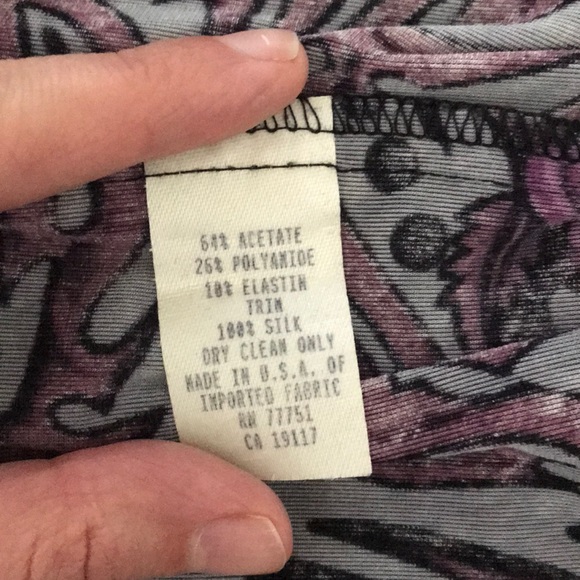 64% ACETATE
26% POLYAMIDE
10% ELASTIN
TRIM
100% SILK
DRY CLEAN ONLY
MADE IN U.S.A. OF
IMPORTED FABRIC
RN 77751
CA 19117